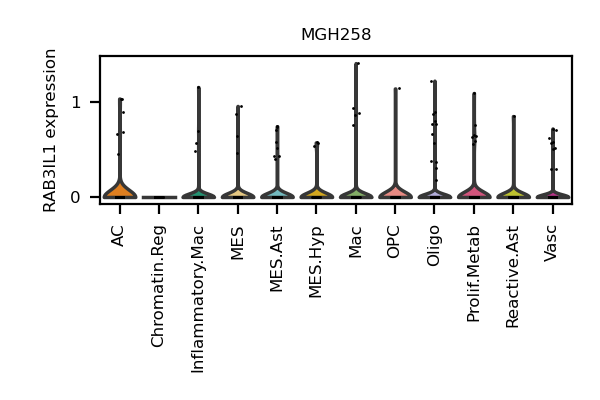 MGH258
RAB3IL1 expression
1
0
AC
Chromatin.Reg
Inflammatory.Mac
MES
MES.Ast
MES.Hyp
Mac
OPC
Oligo
Prolif.Metab
Reactive.Ast
Vasc